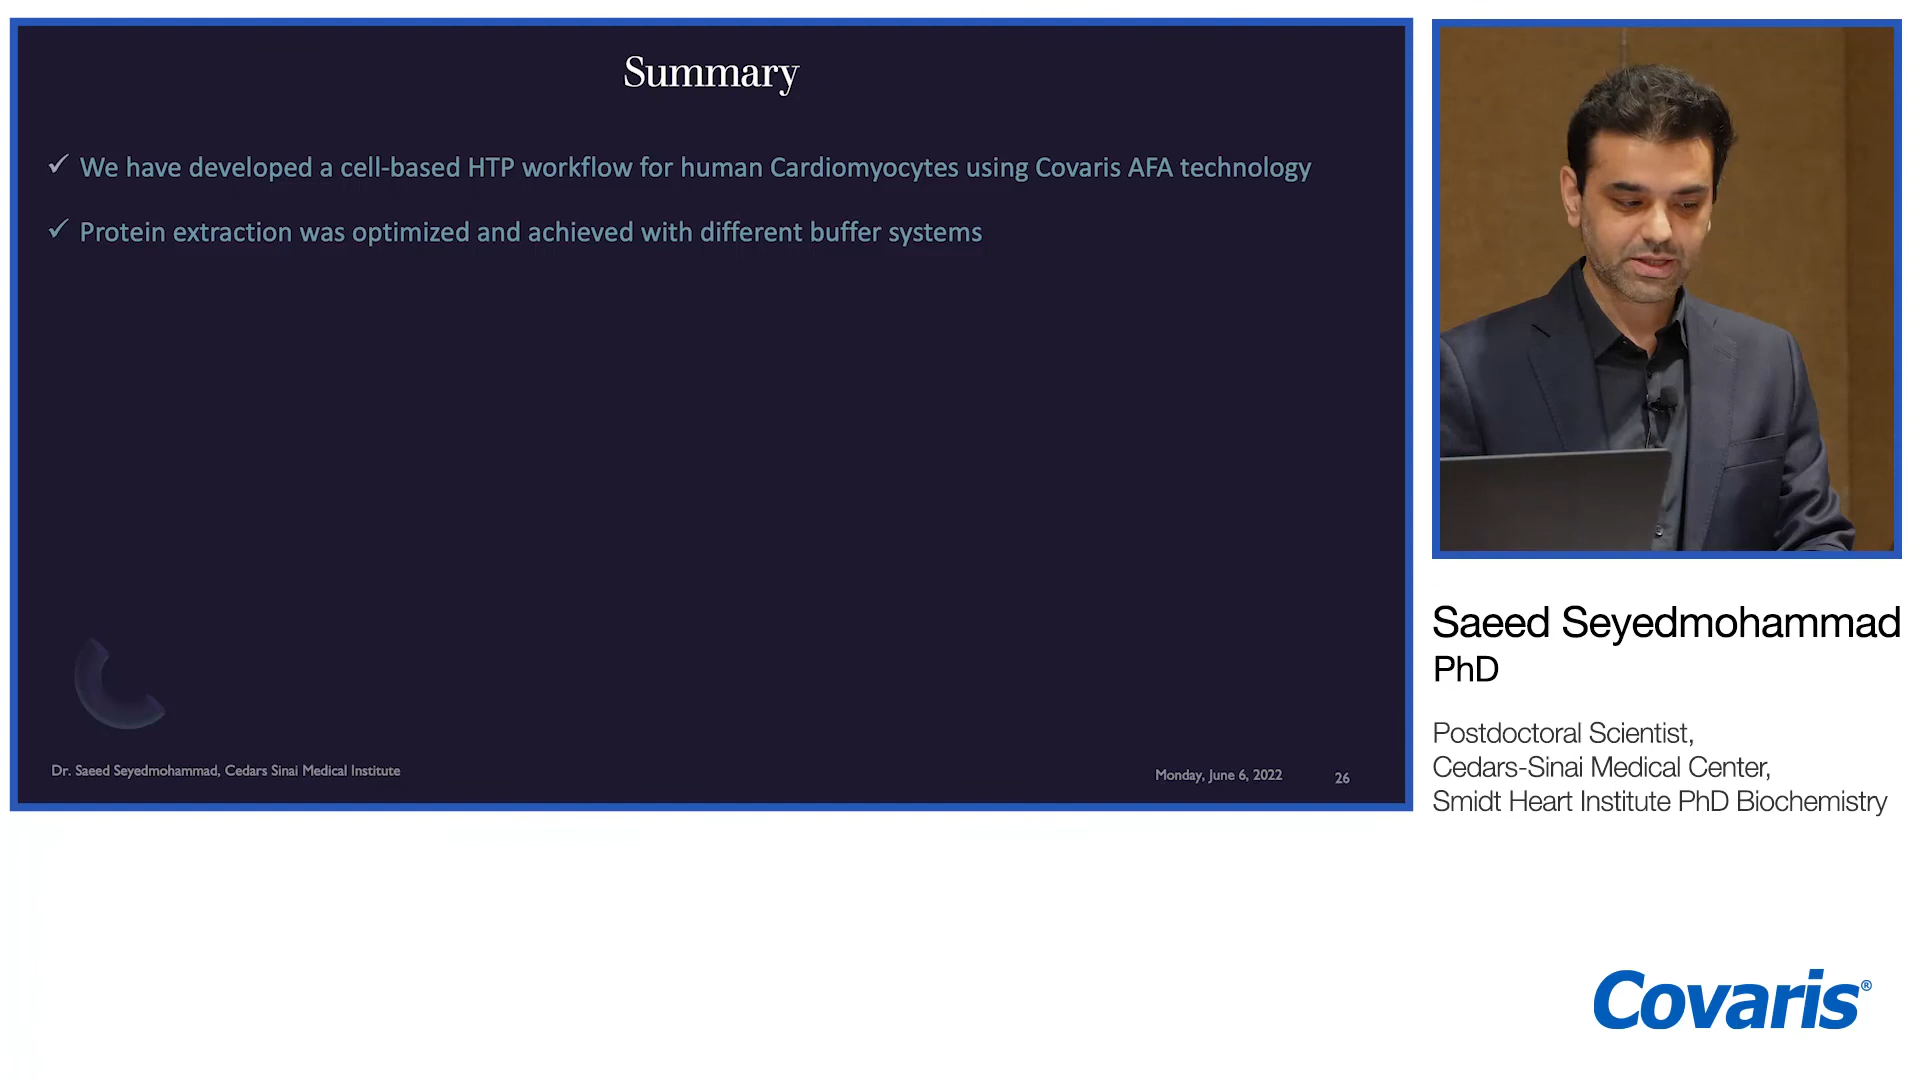 Summary
✓ We have developed a cell-based HTP workflow for human Cardiomyocytes using Covaris AFA technology
✓ Protein extraction was optimized and achieved with different buffer systems
Dr. Saeed Seyedmohammad, Cedars Sinai Medical Institute
Monday, June 6, 2022
26
Saeed Seyedmohammad
PhD
Postdoctoral Scientist,
Cedars-Sinai Medical Center,
Smidt Heart Institute PhD Biochemistry
Covaris®